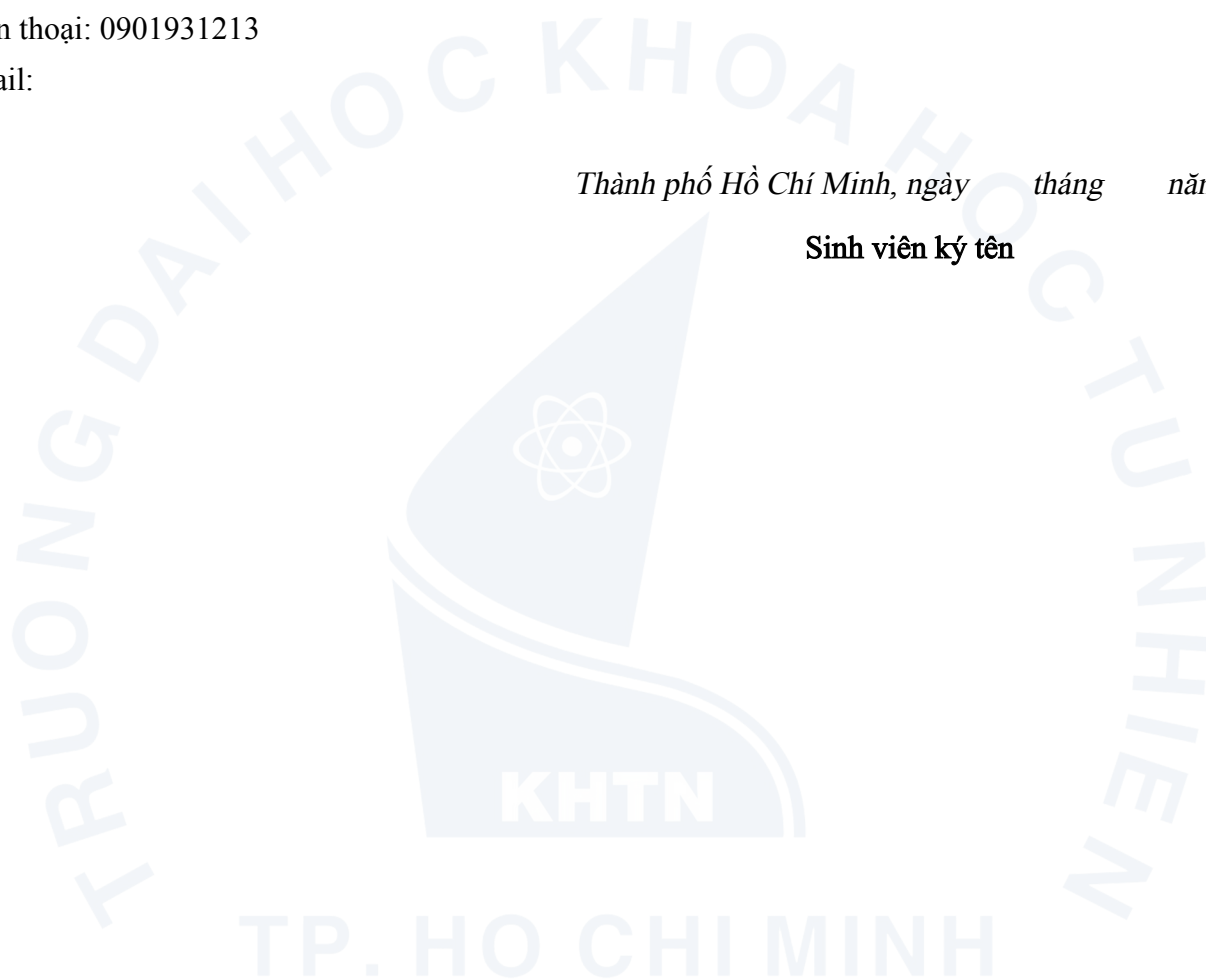 n thoại: 0901931213
ail:
Thành phố Hồ Chí Minh, ngày tháng năm
Sinh viên ký tên
TRUONG DAI HOC KHOA HOC TU NHIEN
KHTN
TP. HO CHI MINH